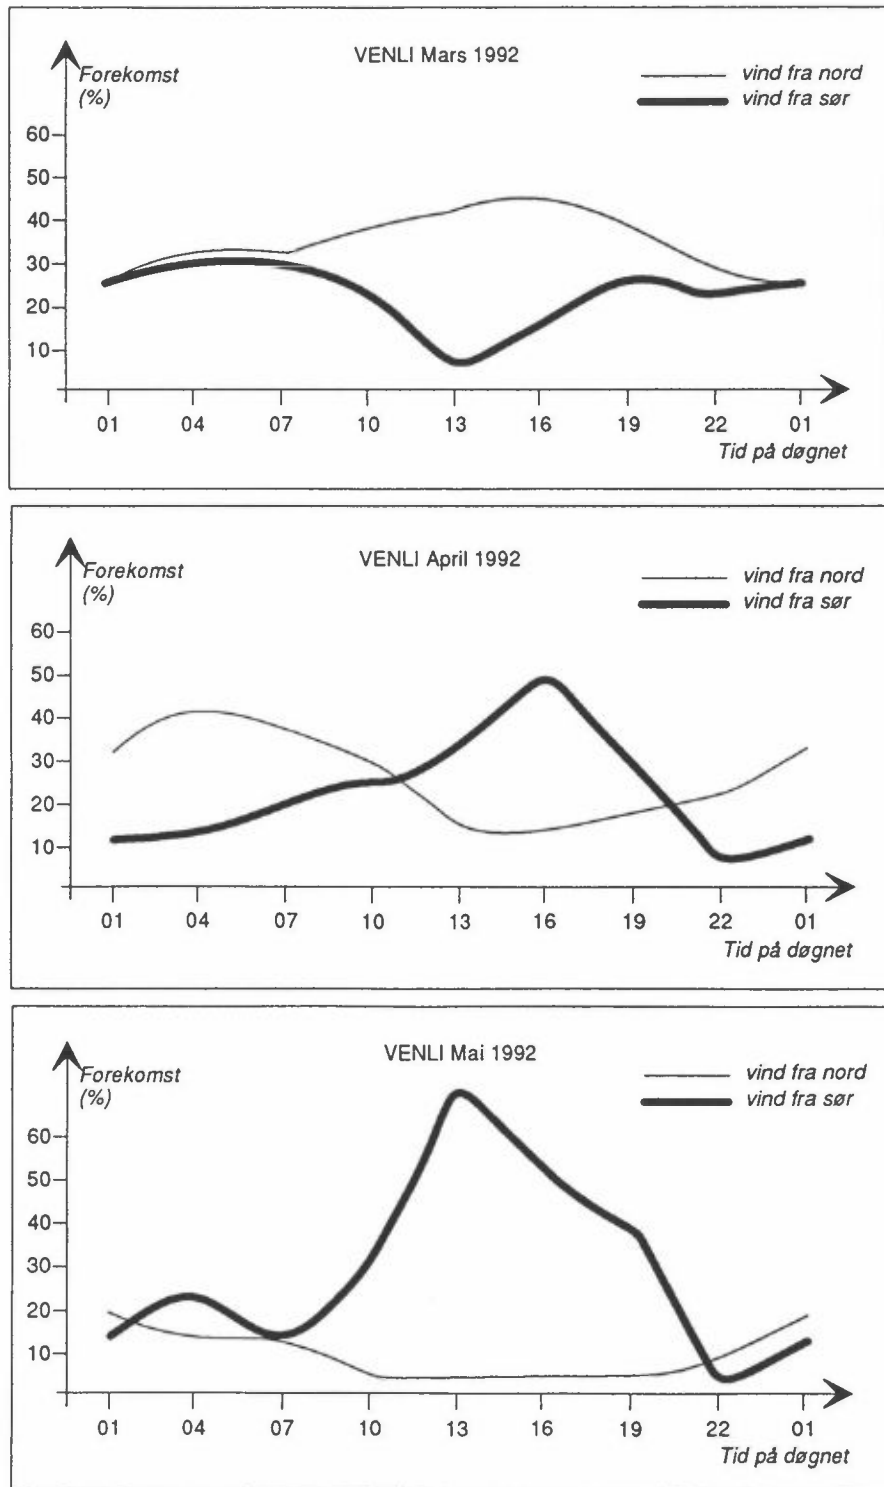 VENLI Mars 1992
Forekomst
(%)
vind fra nord
vind fra sør
60
50
40
30
20
10
01 04 07 10 13 16 19 22 01
Tid på døgnet
VENLI April 1992
Forekomst
(%)
vind fra nord
vind fra sør
60
50
40
30
20
10
01 04 07 10 13 16 19 22 01
Tid på døgnet
VENLI Mai 1992
Forekomst
(%)
vind fra nord
vind fra sør
60
50
40
30
20
10
01 04 07 10 13 16 19 22 01
Tid på døgnet